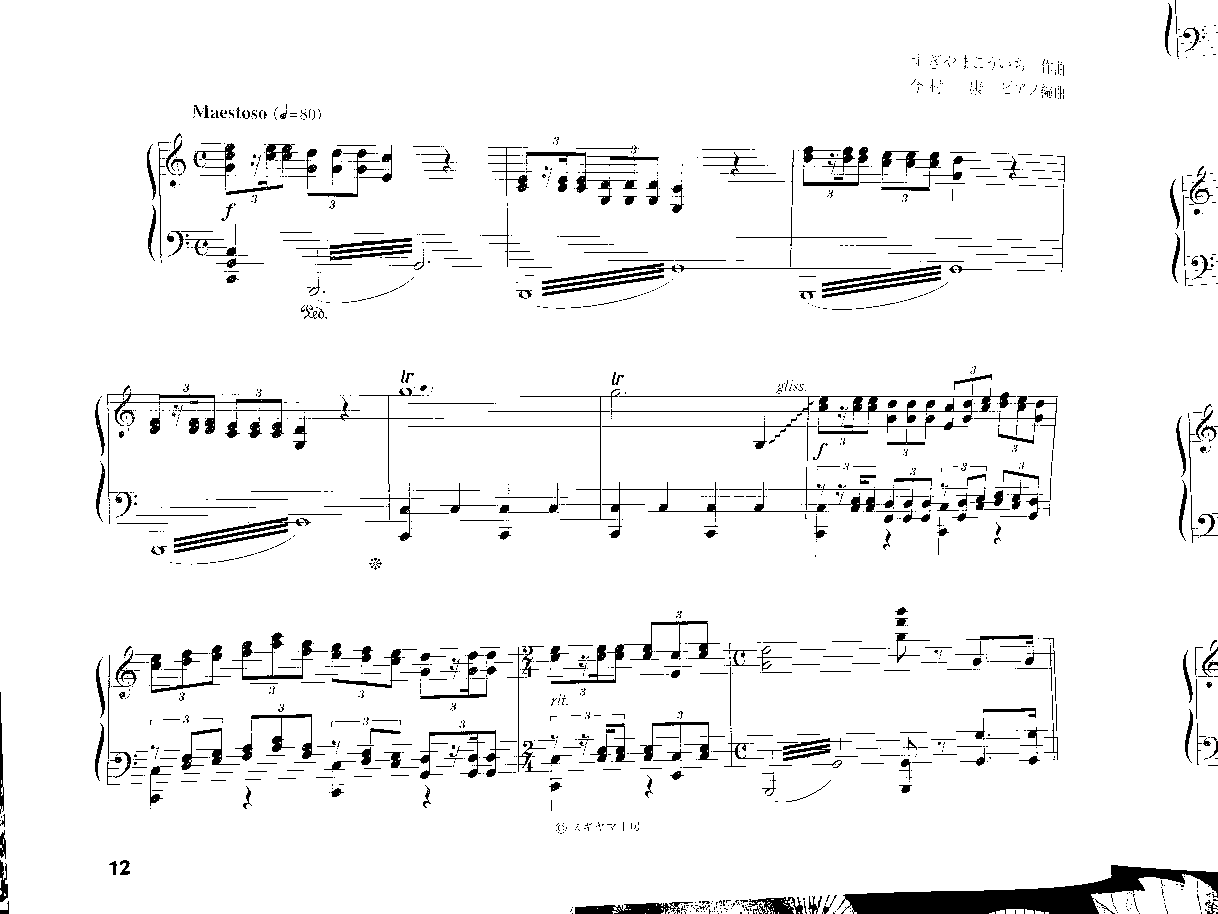 すぎやまこういち 作曲
今村 康 ピアノ編曲
Maestoso (𝅗𝅥=80)
3 3 3 3 3 3
f
Ped.
3 3 tr tr gliss. 3
3 f 3 3
3 3 3 3
3
3 3 3 3 3
rit.
3 3 3 3 3 3
© スギヤマ工房
12